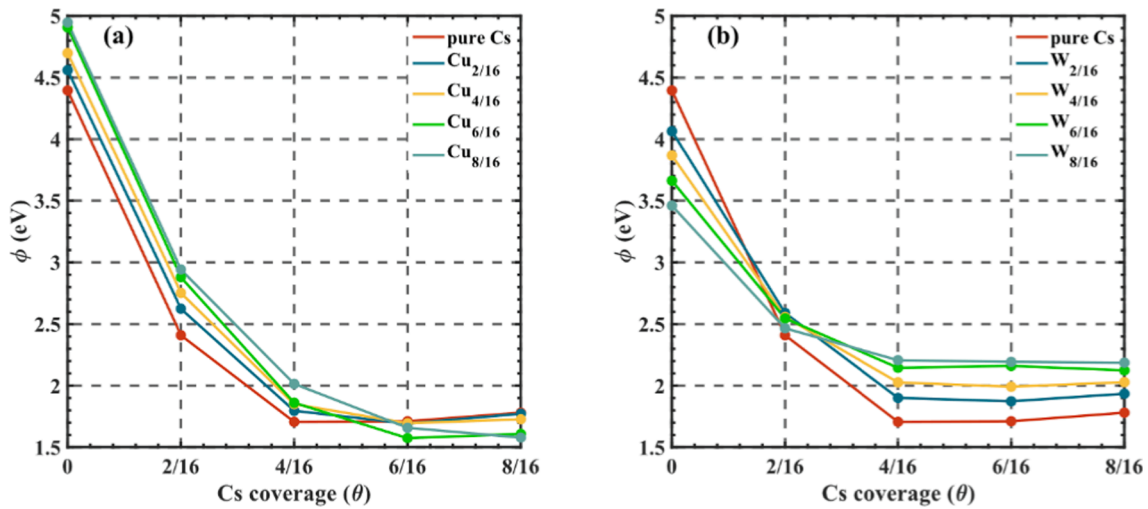 (a)
pure Cs
Cu2/16
Cu4/16
Cu6/16
Cu8/16
5
4.5
4
3.5
3
2.5
2
1.5
ϕ (eV)
0 2/16 4/16 6/16 8/16
Cs coverage (θ)
(b)
pure Cs
W2/16
W4/16
W6/16
W8/16
5
4.5
4
3.5
3
2.5
2
1.5
ϕ (eV)
0 2/16 4/16 6/16 8/16
Cs coverage (θ)